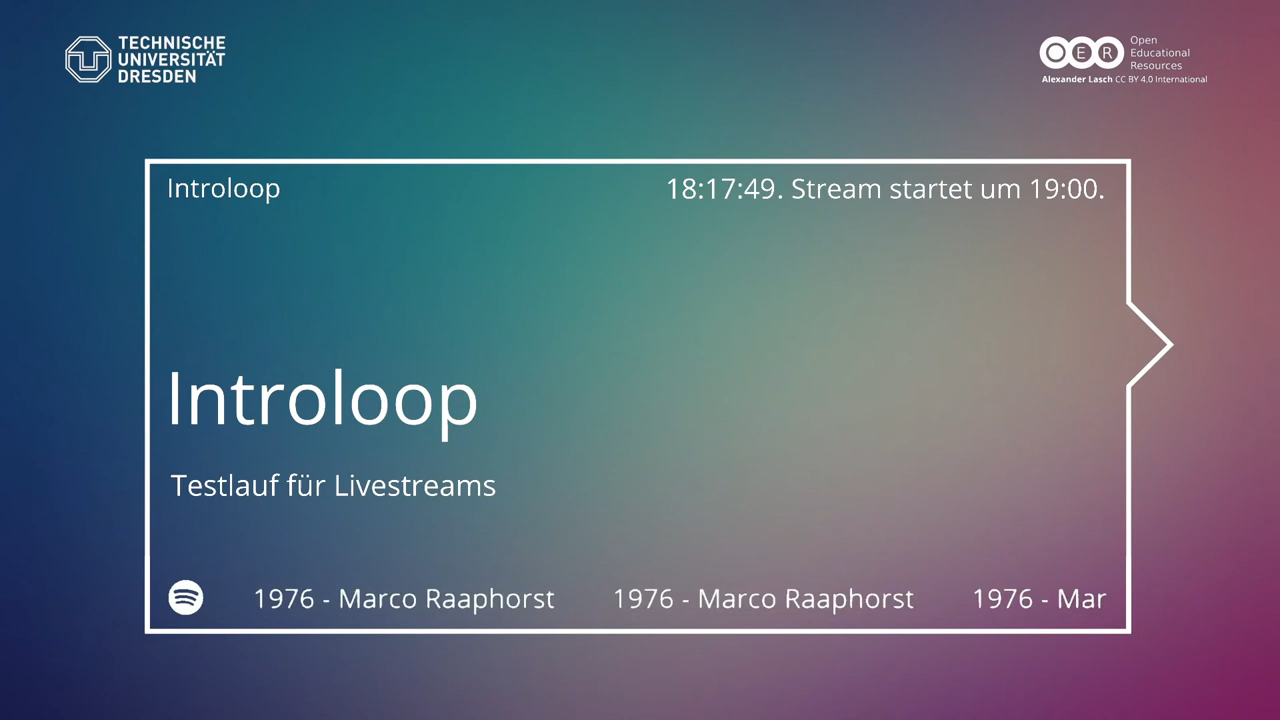 TECHNISCHE
UNIVERSITÄT
DRESDEN
OER
Open
Educational
Resources
Alexander Lasch CC BY 4.0 International
Introloop
18:17:49. Stream startet um 19:00.
Introloop
Testlauf für Livestreams
1976 - Marco Raaphorst 1976 - Marco Raaphorst 1976 - Mar